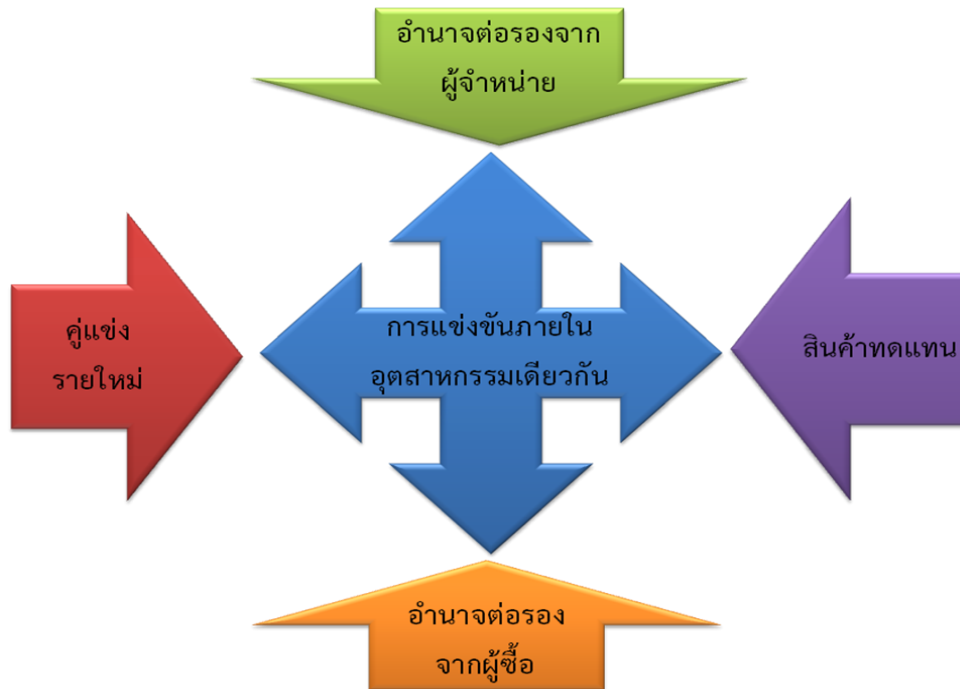 อำนาจต่อรองจาก
ผู้จำหน่าย
คู่แข่ง
รายใหม่
การแข่งขันภายใน
อุตสาหกรรมเดียวกัน
สินค้าทดแทน
อำนาจต่อรอง
จากผู้ซื้อ